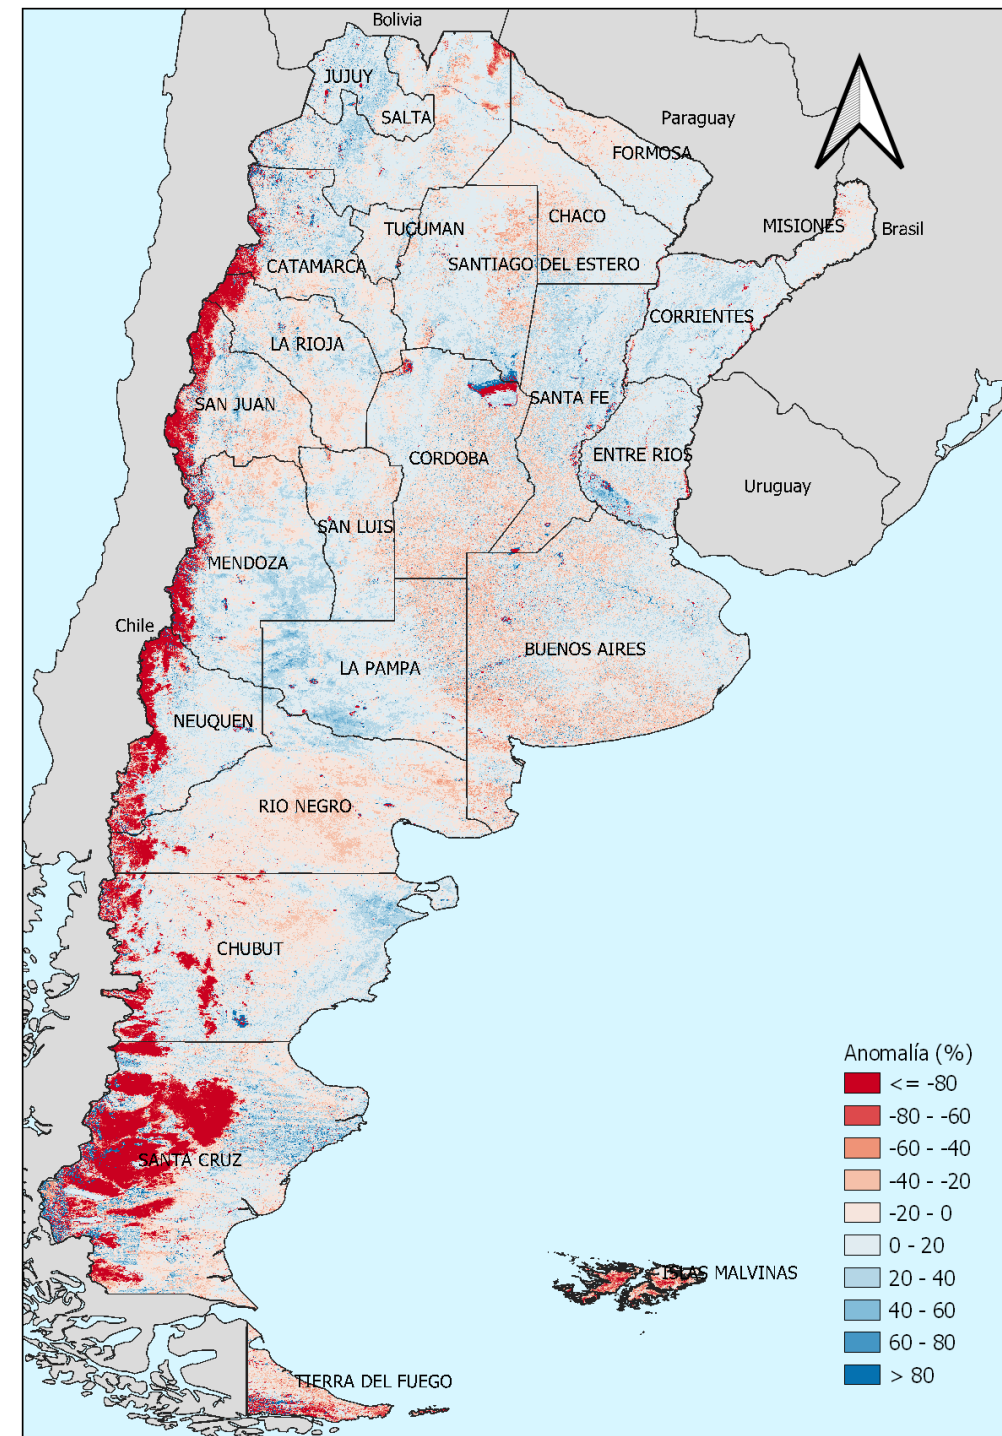 Bolivia
JUJUY
SALTA
Paraguay
FORMOSA
CHACO
MISIONES
TUCUMAN
Brasil
CATAMARCA
SANTIAGO DEL ESTERO
CORRIENTES
LA RIOJA
SAN JUAN
SANTA FE
CORDOBA
ENTRE RIOS
Uruguay
SAN LUIS
MENDOZA
Chile
BUENOS AIRES
LA PAMPA
NEUQUEN
RIO NEGRO
CHUBUT
Anomalía (%)
<= -80
-80 - -60
-60 - -40
-40 - -20
-20 - 0
0 - 20
20 - 40
40 - 60
60 - 80
> 80
SANTA CRUZ
ISLAS MALVINAS
TIERRA DEL FUEGO